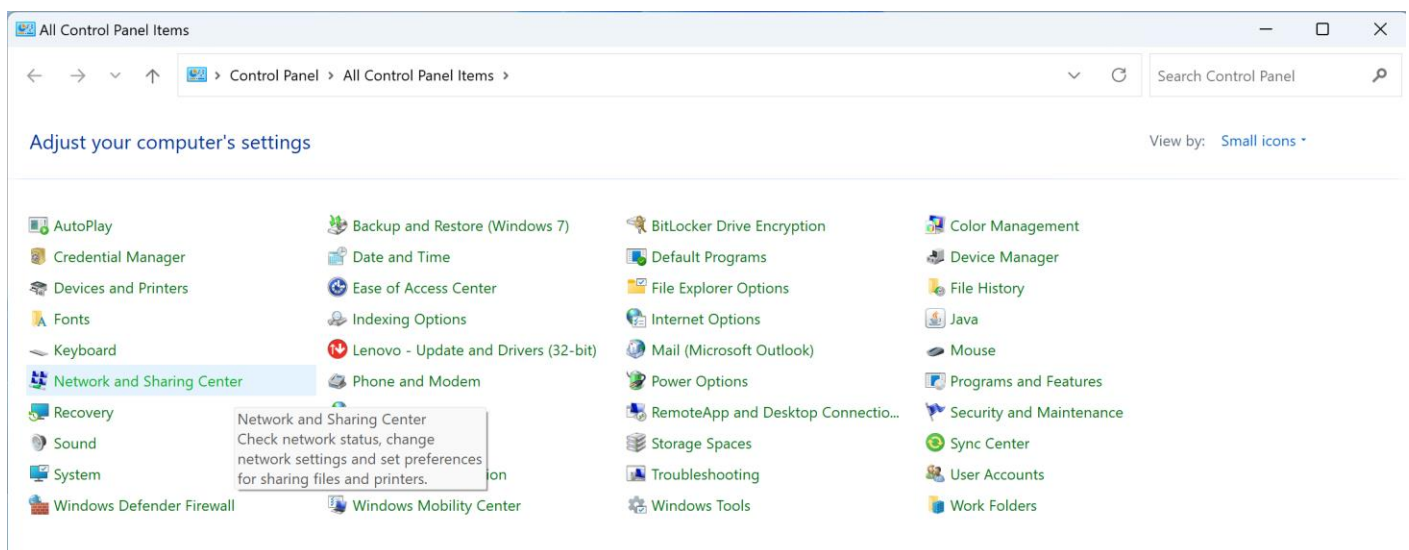 All Control Panel Items
Control Panel > All Control Panel Items >
Search Control Panel
Adjust your computer's settings
View by: Small icons
AutoPlay
Backup and Restore (Windows 7)
BitLocker Drive Encryption
Color Management
Credential Manager
Date and Time
Default Programs
Device Manager
Devices and Printers
Ease of Access Center
File Explorer Options
File History
Fonts
Indexing Options
Internet Options
Java
Keyboard
Lenovo - Update and Drivers (32-bit)
Mail (Microsoft Outlook)
Mouse
Network and Sharing Center
Phone and Modem
Power Options
Programs and Features
Recovery
RemoteApp and Desktop Connectio...
Security and Maintenance
Sound
Storage Spaces
Sync Center
System
ion
Troubleshooting
User Accounts
Windows Defender Firewall
Windows Mobility Center
Windows Tools
Work Folders
Network and Sharing Center
Check network status, change
network settings and set preferences
for sharing files and printers.